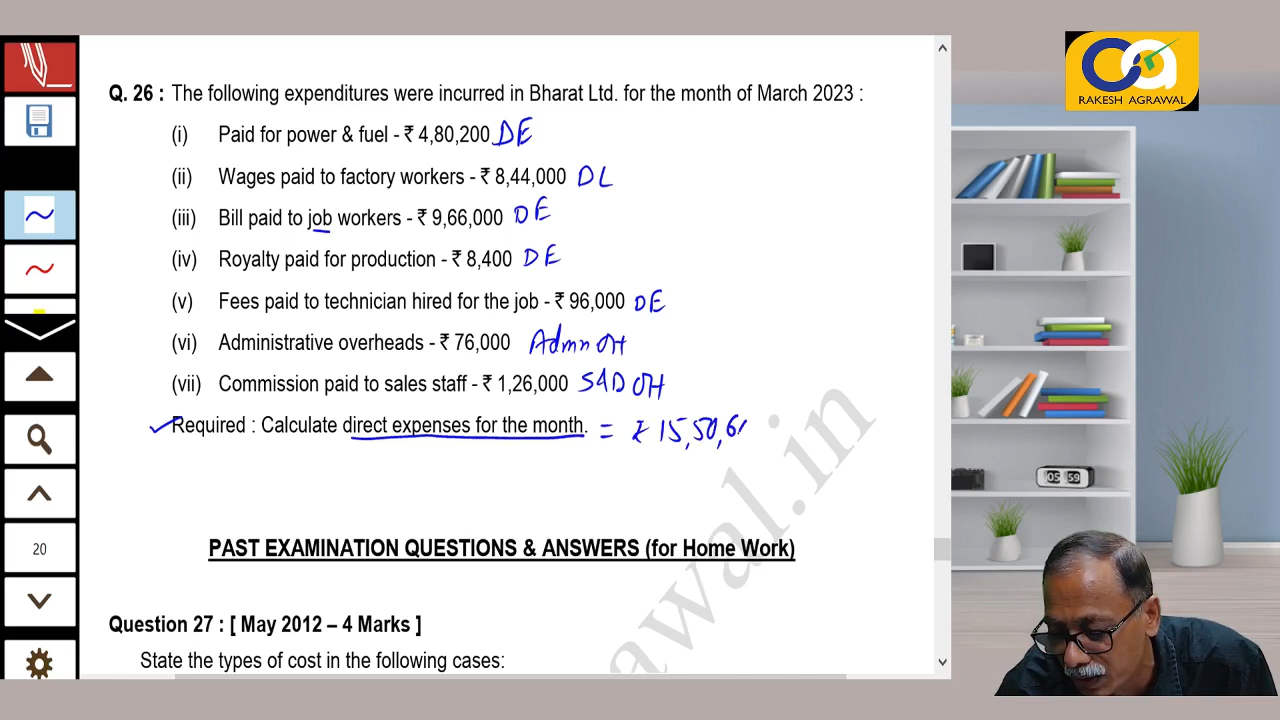 RAKESH AGRAWAL
Q. 26 : The following expenditures were incurred in Bharat Ltd. for the month of March 2023 :
(i) Paid for power & fuel - ₹ 4,80,200 DE
(ii) Wages paid to factory workers - ₹ 8,44,000 DL
(iii) Bill paid to job workers - ₹ 9,66,000 DE
(iv) Royalty paid for production - ₹ 8,400 DE
(v) Fees paid to technician hired for the job - ₹ 96,000 DE
(vi) Administrative overheads - ₹ 76,000 Admn OH
(vii) Commission paid to sales staff - ₹ 1,26,000 S&D OH
Required : Calculate direct expenses for the month. = ₹ 15,50,6
20
05 59
PAST EXAMINATION QUESTIONS & ANSWERS (for Home Work)
Question 27 : [ May 2012 – 4 Marks ]
State the types of cost in the following cases:
awal.in